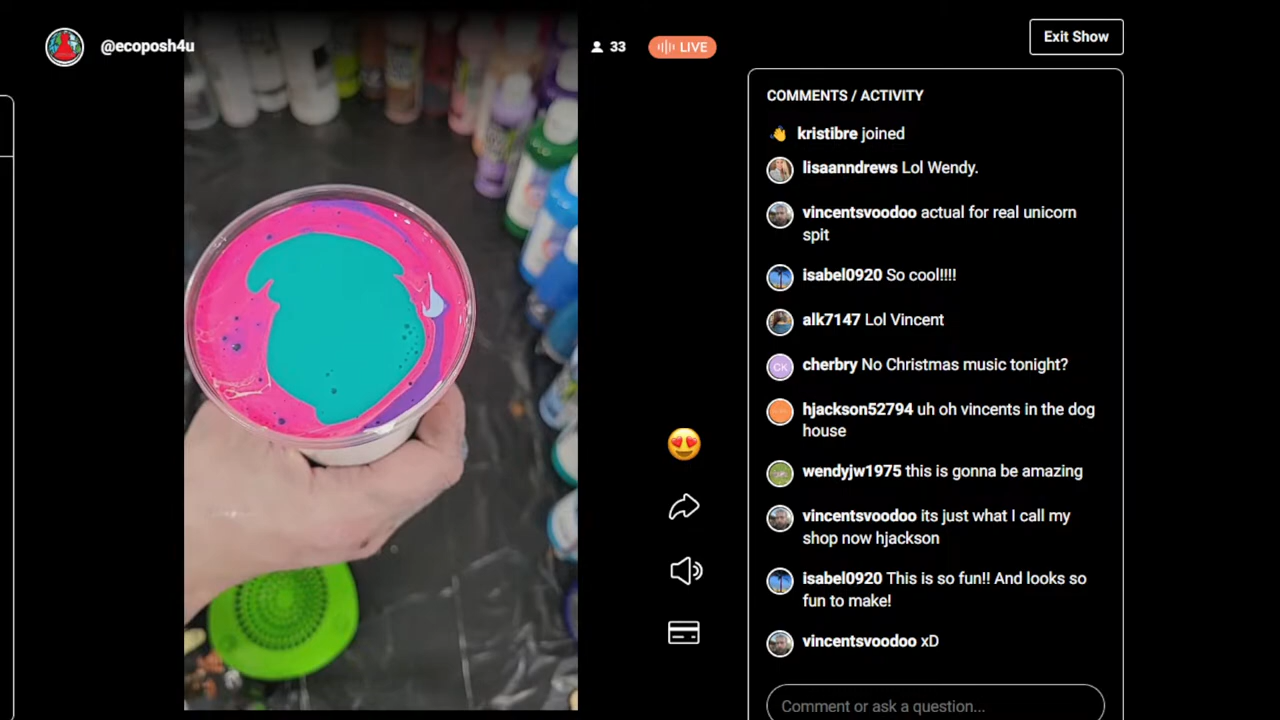 @ecoposh4u
33
LIVE
Exit Show
COMMENTS / ACTIVITY
kristibre joined
lisaanndrews Lol Wendy.
vincentsvoodoo actual for real unicorn
spit
isabel0920 So cool!!!!
alk7147 Lol Vincent
CK
cherbry No Christmas music tonight?
hjackson52794 uh oh vincents in the dog
house
wendyjw1975 this is gonna be amazing
vincentsvoodoo its just what I call my
shop now hjackson
isabel0920 This is so fun!! And looks so
fun to make!
vincentsvoodoo xD
Comment or ask a question...